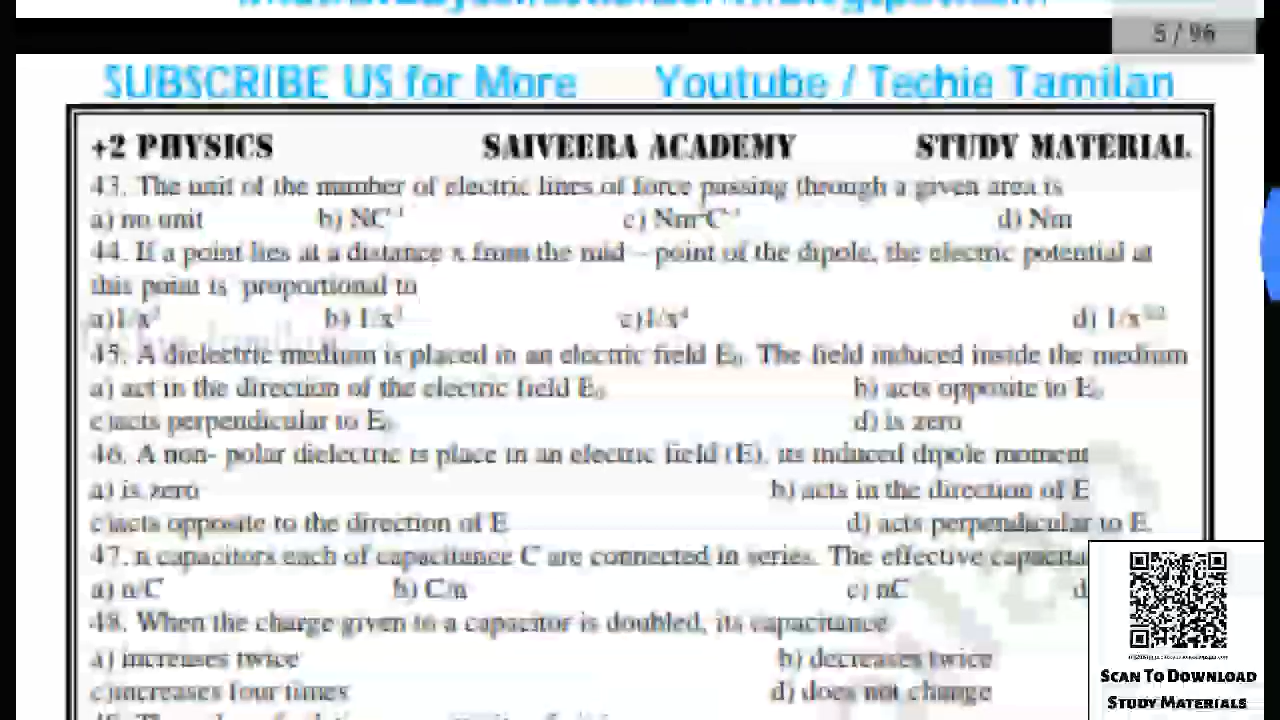 5 / 96
SUBSCRIBE US for More Youtube / Techie Tamilan
+2 PHYSICS SAIVEERA ACADEMY STUDY MATERIAL
43. The unit of the number of electric lines of force passing through a given area is
a) no unit b) NC⁻¹ c) Nm²C⁻¹ d) Nm
44. If a point lies at a distance x from the mid – point of the dipole, the electric potential at
this point is proportional to
a)1/x² b) 1/x³ c)1/x⁴ d) 1/x³ᐟ²
45. A dielectric medium is placed in an electric field E₀. The field induced inside the medium
a) act in the direction of the electric field E₀ b) acts opposite to E₀
c)acts perpendicular to E₀ d) is zero
46. A non- polar dielectric is place in an electric field (E). its induced dipole moment
a) is zero b) acts in the direction of E
c)acts opposite to the direction of E d) acts perpendicular to E.
47. n capacitors each of capacitance C are connected in series. The effective
a) n/C b) C/n c) nC d
48. When the charge given to a capacitor is doubled, its capacitance
a) increases twice b) decreases twice
c)increases four times d) does not change
SCAN TO DOWNLOAD
STUDY MATERIALS